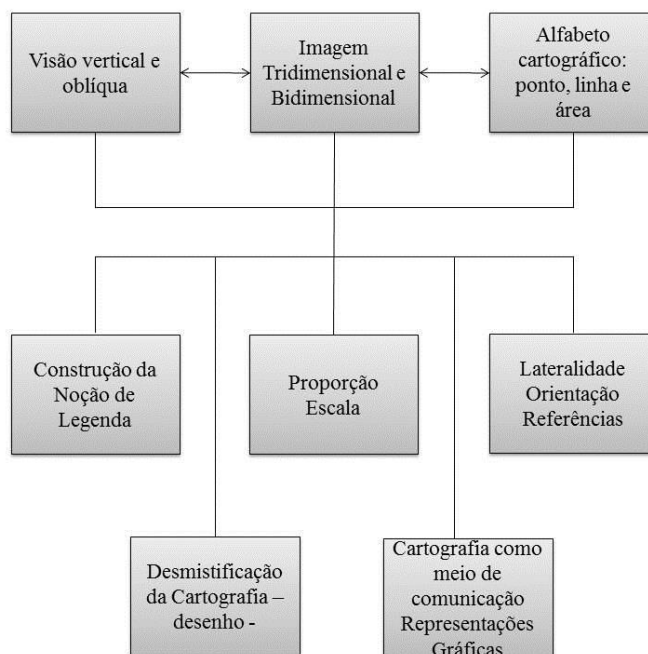 Visão vertical e
oblíqua
Imagem
Tridimensional e
Bidimensional
Alfabeto
cartográfico:
ponto, linha e
área
Construção da
Noção de
Legenda
Proporção
Escala
Lateralidade
Orientação
Referências
Desmistificação
da Cartografia –
desenho -
Cartografia como
meio de
comunicação
Representações
Gráficas